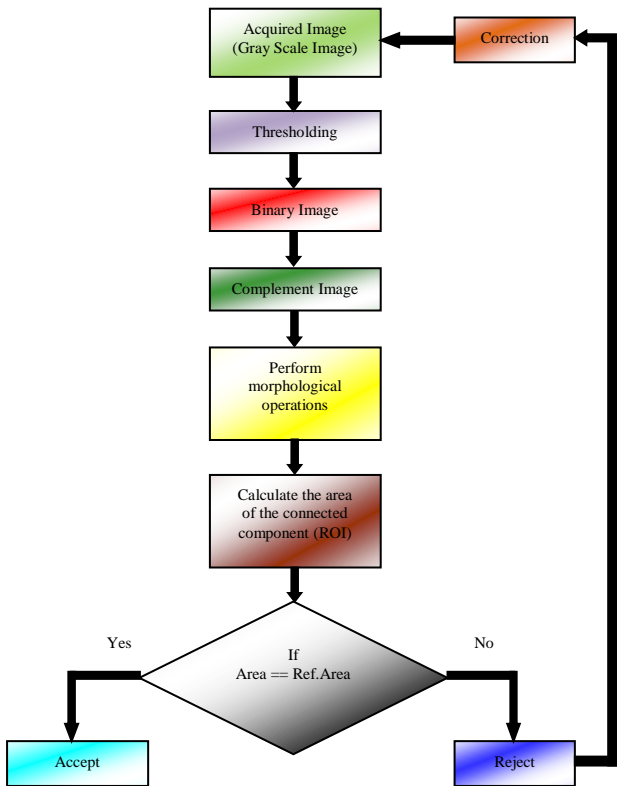 Acquired Image
(Gray Scale Image)
Correction
Thresholding
Binary Image
Complement Image
Perform
morphological
operations
Calculate the area
of the connected
component (ROI)
Yes
If
Area == Ref.Area
No
Accept
Reject